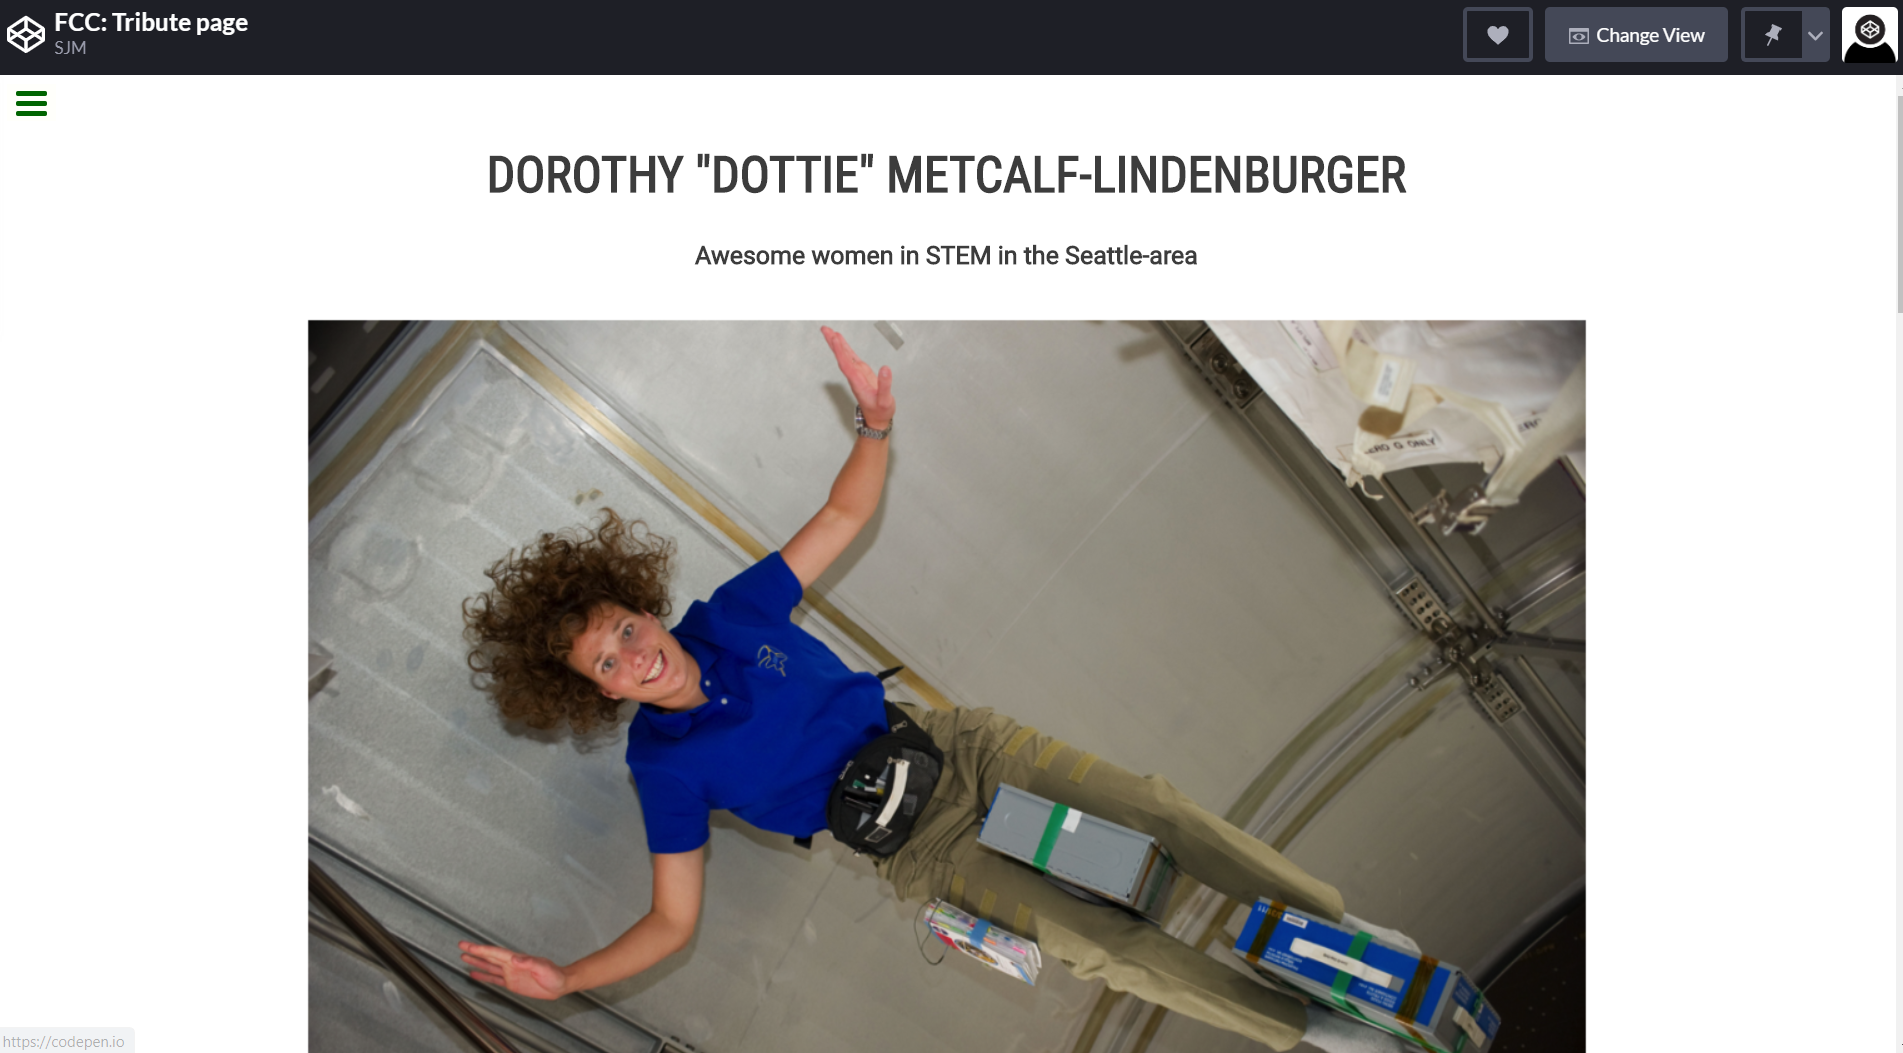 FCC: Tribute page
SJM
Change View
DOROTHY "DOTTIE" METCALF-LINDENBURGER
Awesome women in STEM in the Seattle-area
G ONLY
https://codepen.io